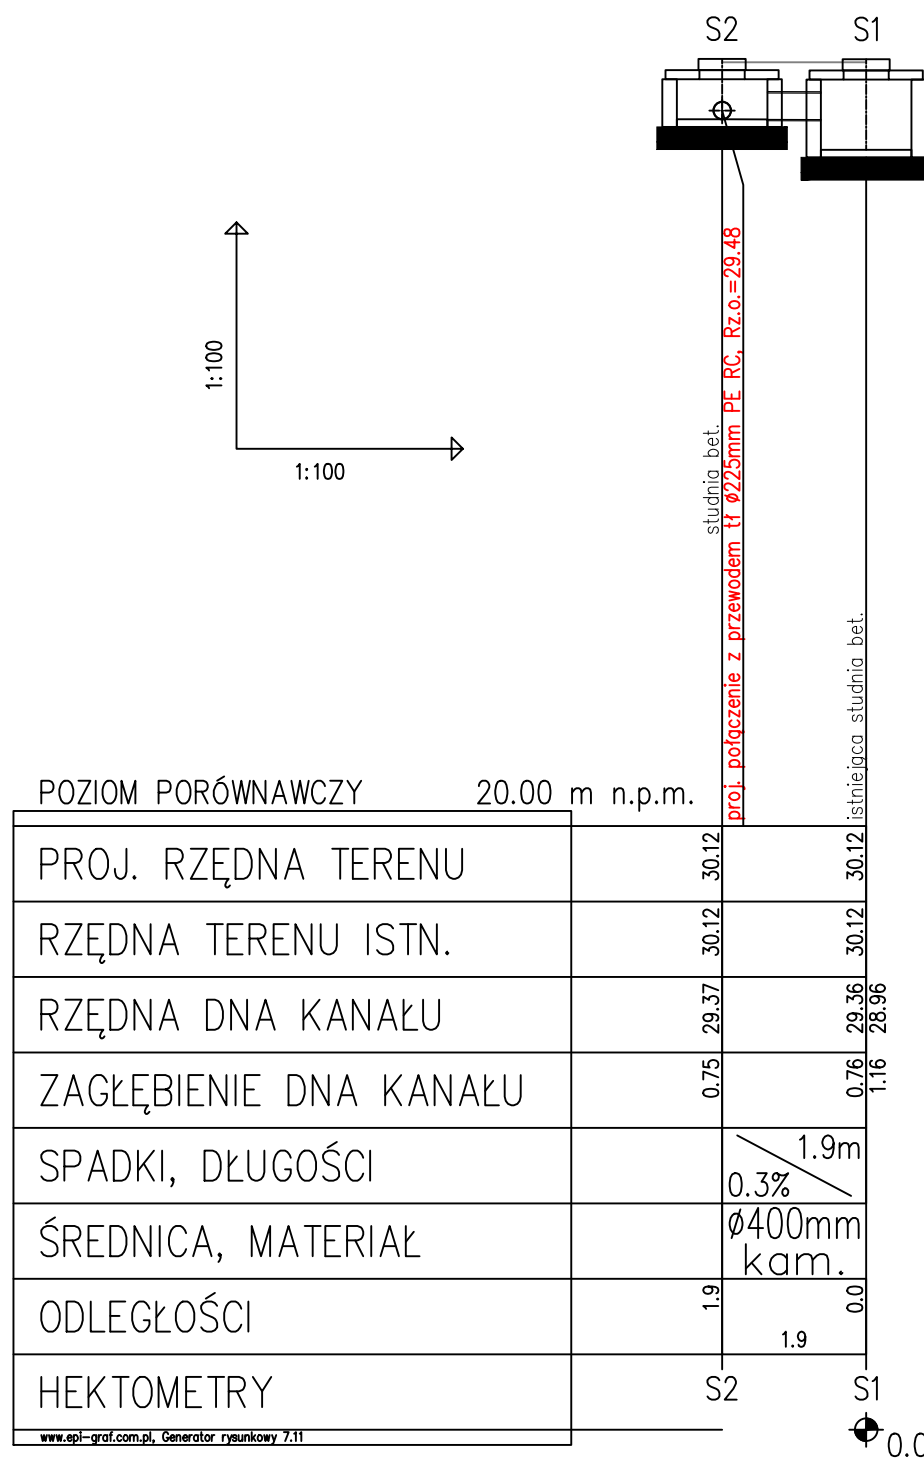 S2 S1
1:100
1:100
studnia bet.
proj. połączenie z przewodem tł ø225mm PE RC, Rz.o.=29.48
istniejąca studnia bet.
POZIOM PORÓWNAWCZY 20.00 m n.p.m.
PROJ. RZĘDNA TERENU 30.12 30.12
RZĘDNA TERENU ISTN. 30.12 30.12
RZĘDNA DNA KANAŁU 29.37 29.36 28.96
ZAGŁĘBIENIE DNA KANAŁU 0.75 0.76 1.16
SPADKI, DŁUGOŚCI 0.3% 1.9m
ŚREDNICA, MATERIAŁ ø400mm
kam.
ODLEGŁOŚCI 1.9 1.9 0.0
HEKTOMETRY S2 S1
www.epi-graf.com.pl, Generator rysunkowy 7.11
0.0